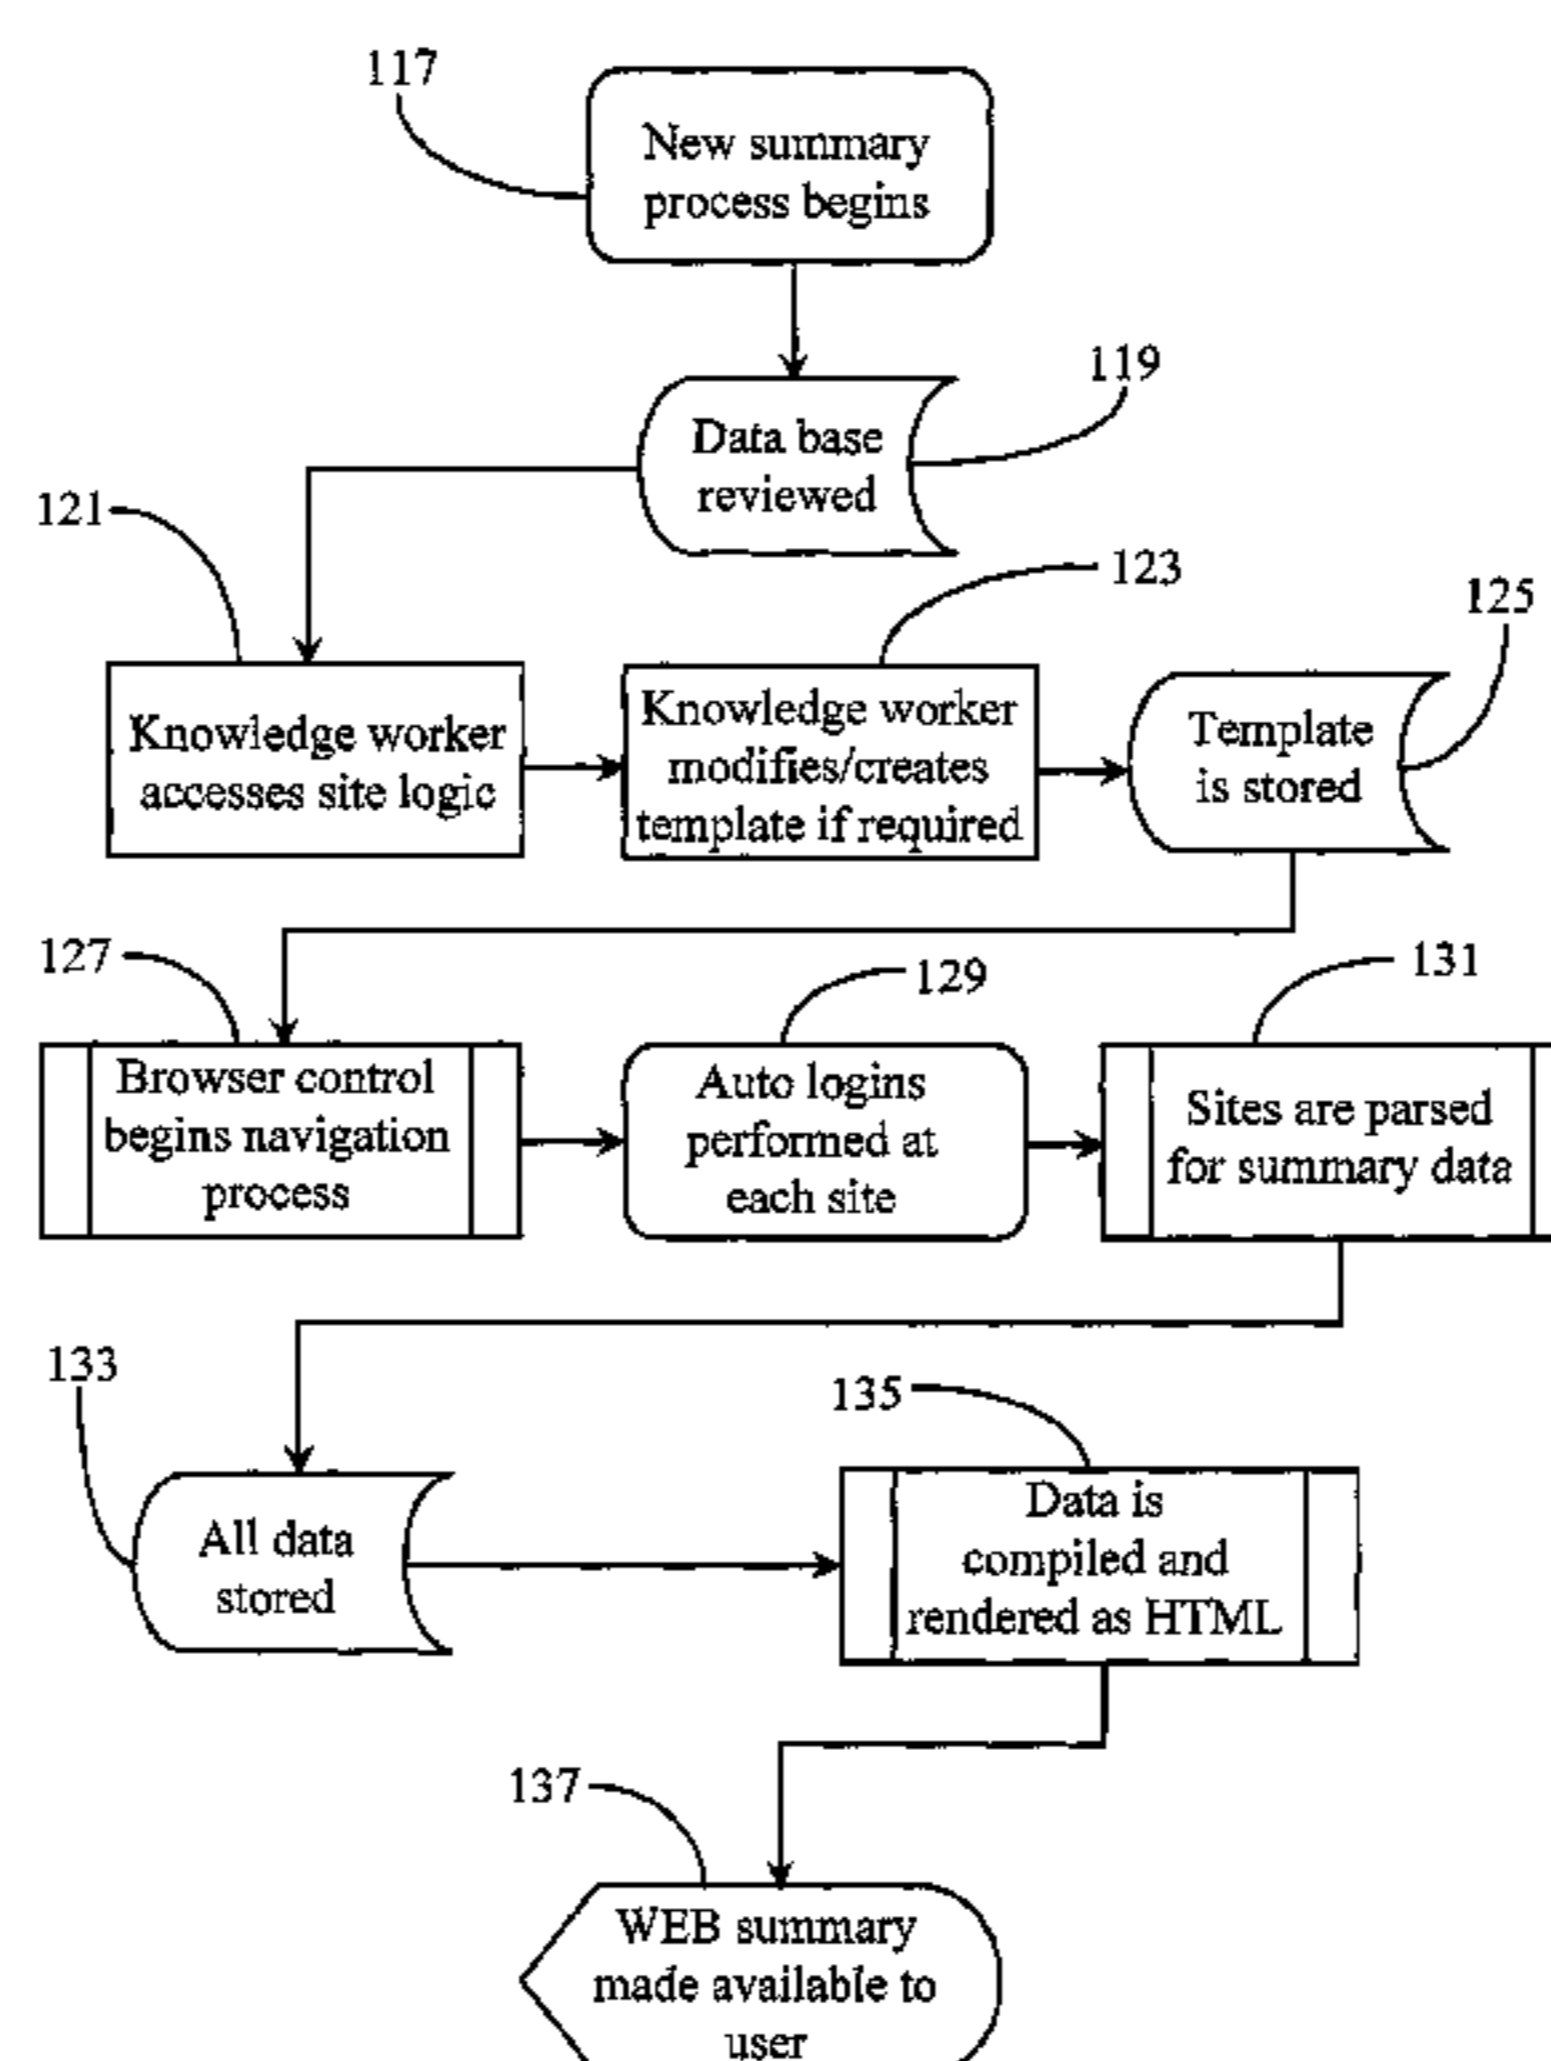 117
New summary
process begins
119
Data base
reviewed
121
123
125
Knowledge worker
accesses site logic
Knowledge worker
modifies/creates
template if required
Template
is stored
127
129
131
Browser control
begins navigation
process
Auto logins
performed at
each site
Sites are parsed
for summary data
133
135
All data
stored
Data is
compiled and
rendered as HTML
137
WEB summary
made available to
user